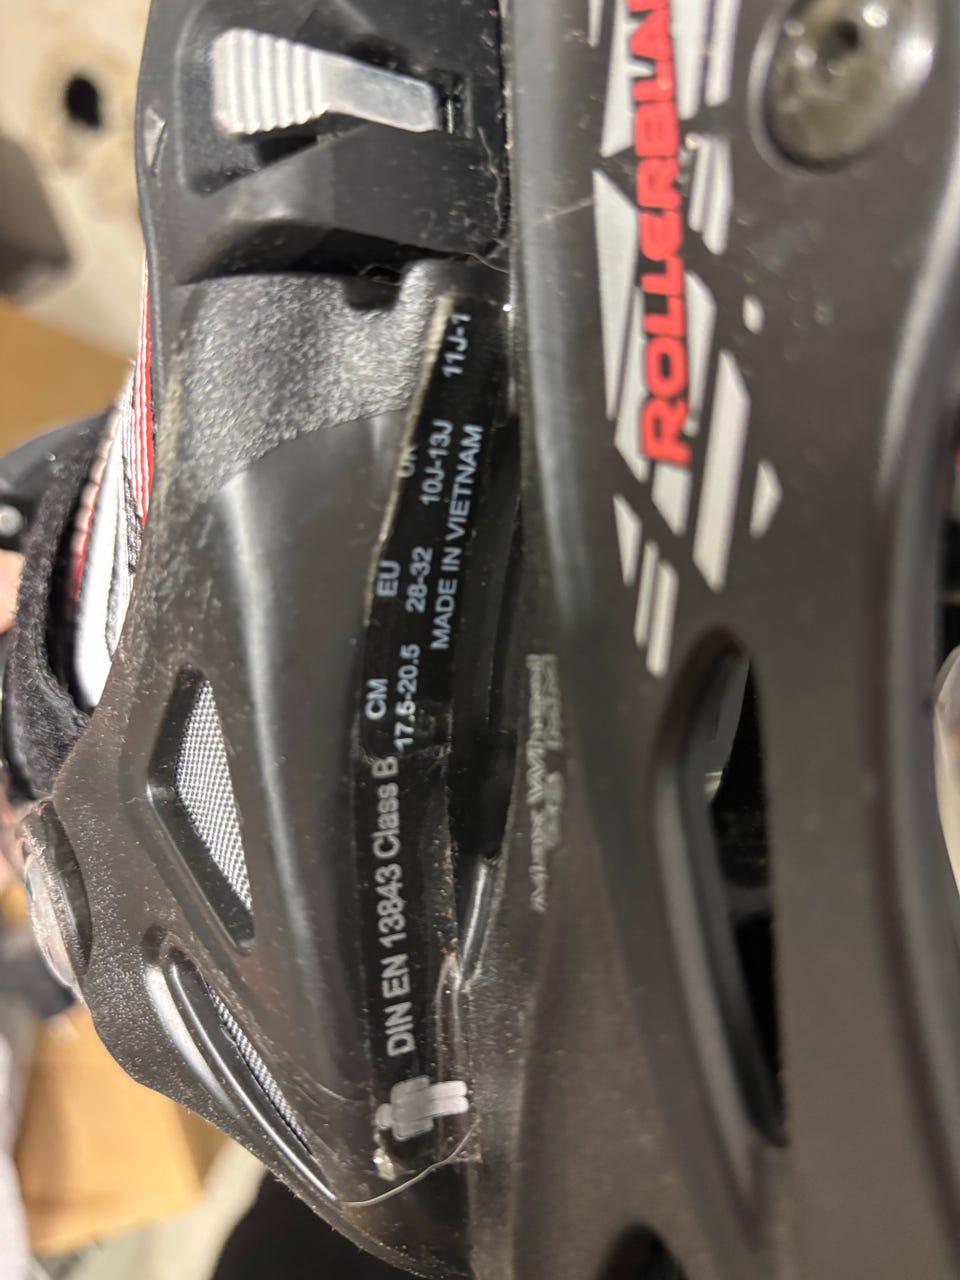 DIN EN 13843 Class B
CM EU UK
17.5-20.5 28-32 10J-13J 11J-1
MADE IN VIETNAM
ROLLERBLA